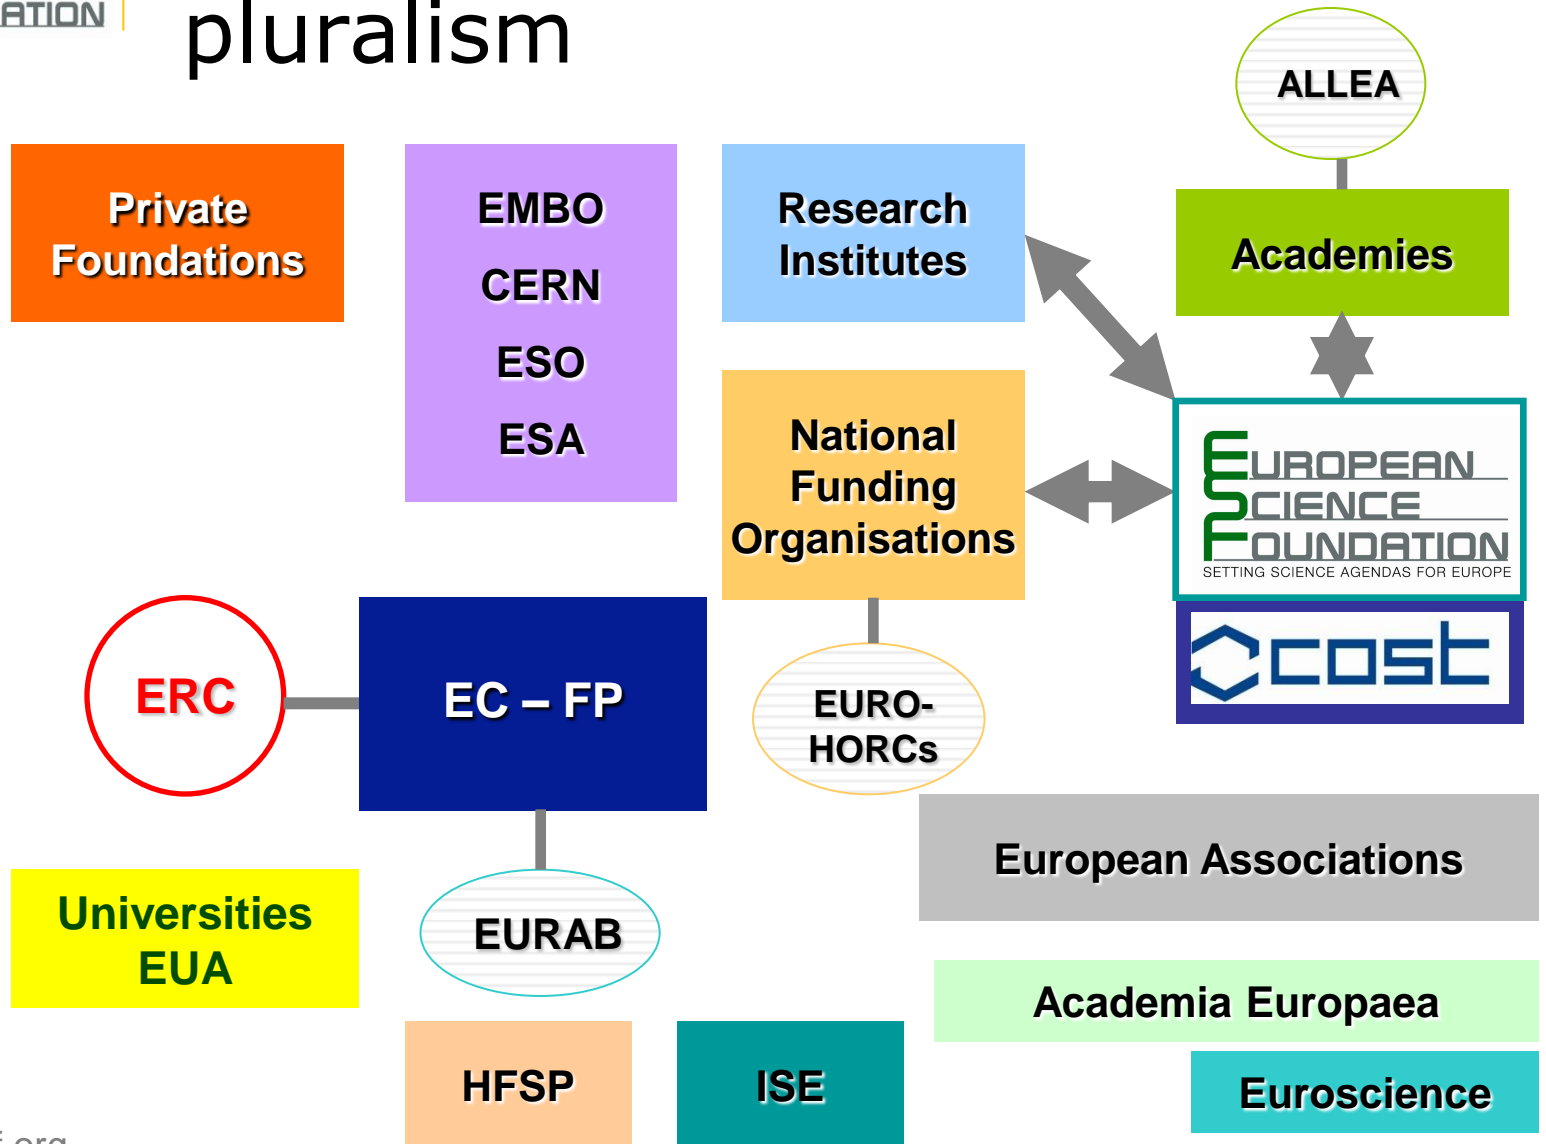 ATION
pluralism
ALLEA
Private
Foundations
EMBO
CERN
ESO
ESA
Research
Institutes
Academies
National
Funding
Organisations
EUROPEAN
SCIENCE
FOUNDATION
SETTING SCIENCE AGENDAS FOR EUROPE
cost
ERC
EC – FP
EURO-
HORCs
European Associations
Universities
EUA
EURAB
Academia Europaea
HFSP
ISE
Euroscience